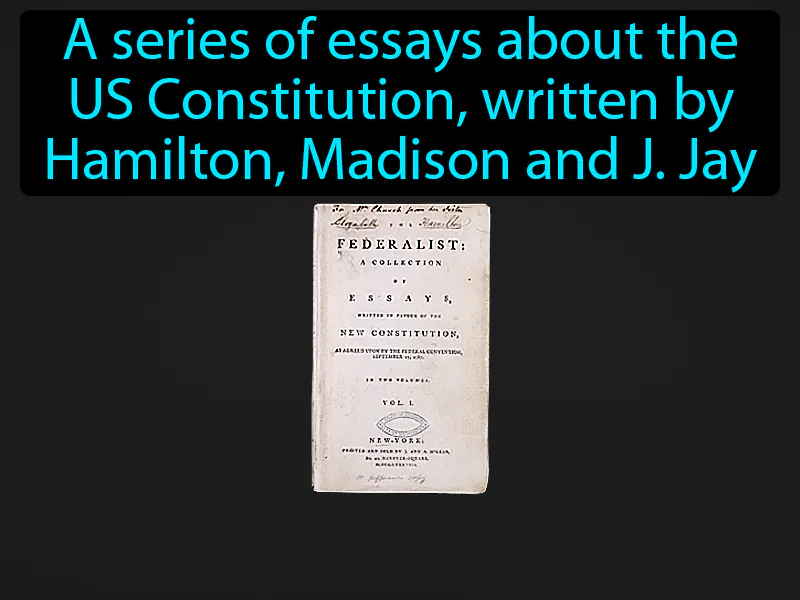 A series of essays about the
US Constitution, written by
Hamilton, Madison and J. Jay
To Mrs. Church from her Sister
Elizabeth Hamilton
THE
FEDERALIST:
A COLLECTION
OF
ESSAYS,
WRITTEN IN FAVOUR OF THE
NEW CONSTITUTION,
AS AGREED UPON BY THE FEDERAL CONVENTION,
SEPTEMBER 17, 1787.
IN TWO VOLUMES.
VOL. I.
NEW-YORK:
PRINTED AND SOLD BY J. AND A. M'LEAN,
No. 41, HANOVER-SQUARE,
M,DCC,LXXXVIII.